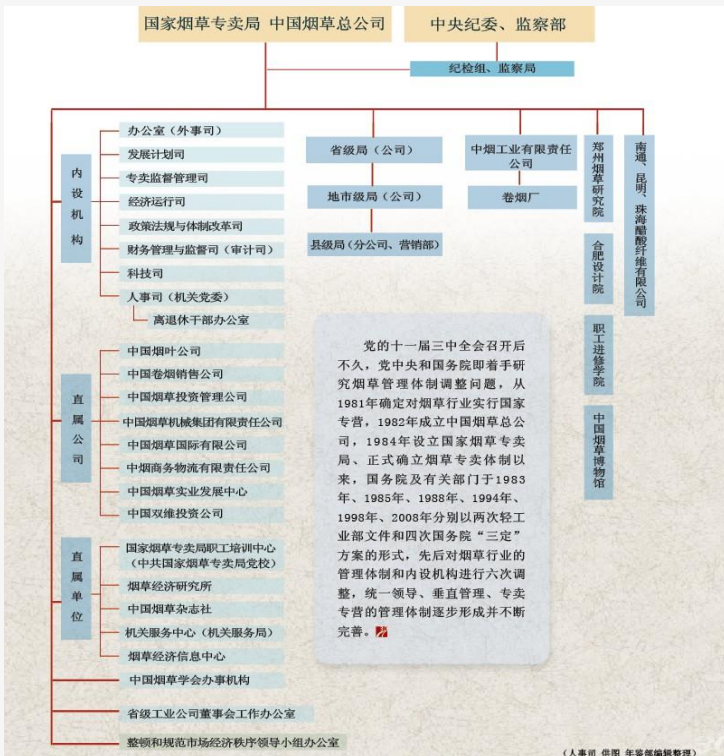 国家烟草专卖局 中国烟草总公司
中央纪委、监察部
纪检组、监察局
内设机构
办公室（外事司）
发展计划司
专卖监督管理司
经济运行司
政策法规与体制改革司
财务管理与监督司（审计司）
科技司
人事司（机关党委）
离退休干部办公室
直属公司
中国烟叶公司
中国卷烟销售公司
中国烟草投资管理公司
中国烟草机械集团有限责任公司
中国烟草国际有限公司
中烟商务物流有限责任公司
中国烟草实业发展中心
中国双维投资公司
直属单位
国家烟草专卖局职工培训中心
（中共国家烟草专卖局党校）
烟草经济研究所
中国烟草杂志社
机关服务中心（机关服务局）
烟草经济信息中心
中国烟草学会办事机构
省级工业公司董事会工作办公室
整顿和规范市场经济秩序领导小组办公室
省级局（公司）
地市级局（公司）
县级局（分公司、营销部）
中烟工业有限责任
公司
卷烟厂
郑州烟草研究院
合肥设计院
职工进修学院
中国烟草博物馆
南通、昆明、珠海醋酸纤维有限公司
党的十一届三中全会召开后
不久，党中央和国务院即着手研
究烟草管理体制调整问题，从
1981年确定对烟草行业实行国家
专营，1982年成立中国烟草总公
司，1984年设立国家烟草专卖
局、正式确立烟草专卖体制以
来，国务院及有关部门于1983
年、1985年、1988年、1994年、
1998年、2008年分别以两次轻工
业部文件和四次国务院“三定”
方案的形式，先后对烟草行业的
管理体制和内设机构进行六次调
整，统一领导、垂直管理、专卖
专营的管理体制逐步形成并不断
完善。
（人事司 供图 年鉴部编辑整理）